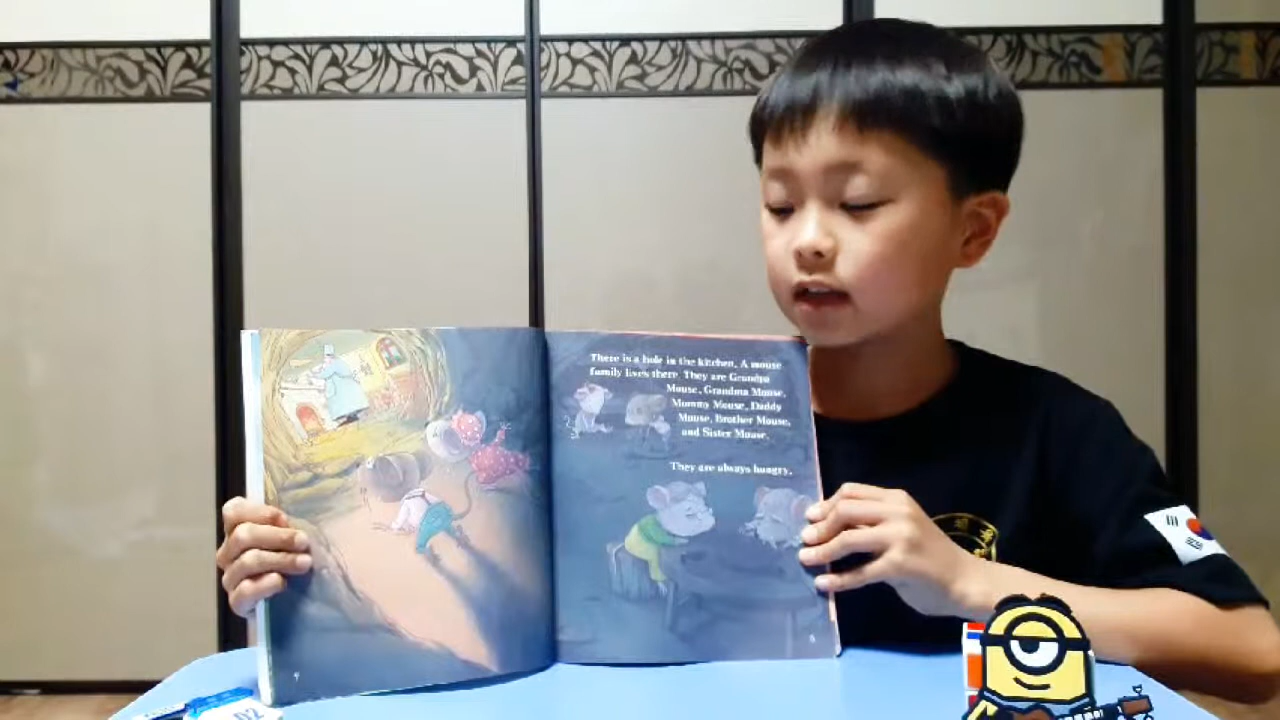 There is a hole in the kitchen. A mouse
family lives there. They are Grandpa
Mouse, Grandma Mouse,
Mommy Mouse, Daddy
Mouse, Brother Mouse,
and Sister Mouse.
They are always hungry.
D2